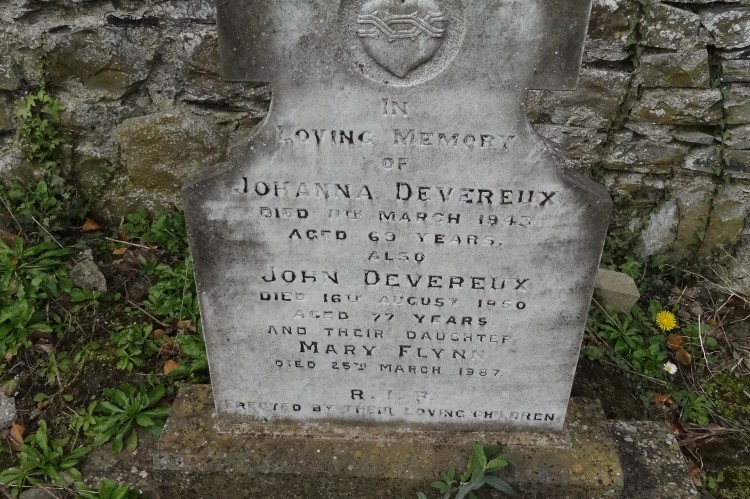 IN
LOVING MEMORY
OF
JOHANNA DEVEREUX
DIED 11TH MARCH 1943
AGED 69 YEARS,
ALSO
JOHN DEVEREUX
DIED 16TH AUGUST 1950
AGED 77 YEARS
AND THEIR DAUGHTER
MARY FLYNN
DIED 25TH MARCH 1987
R.I.P.
ERECTED BY THEIR LOVING CHILDREN